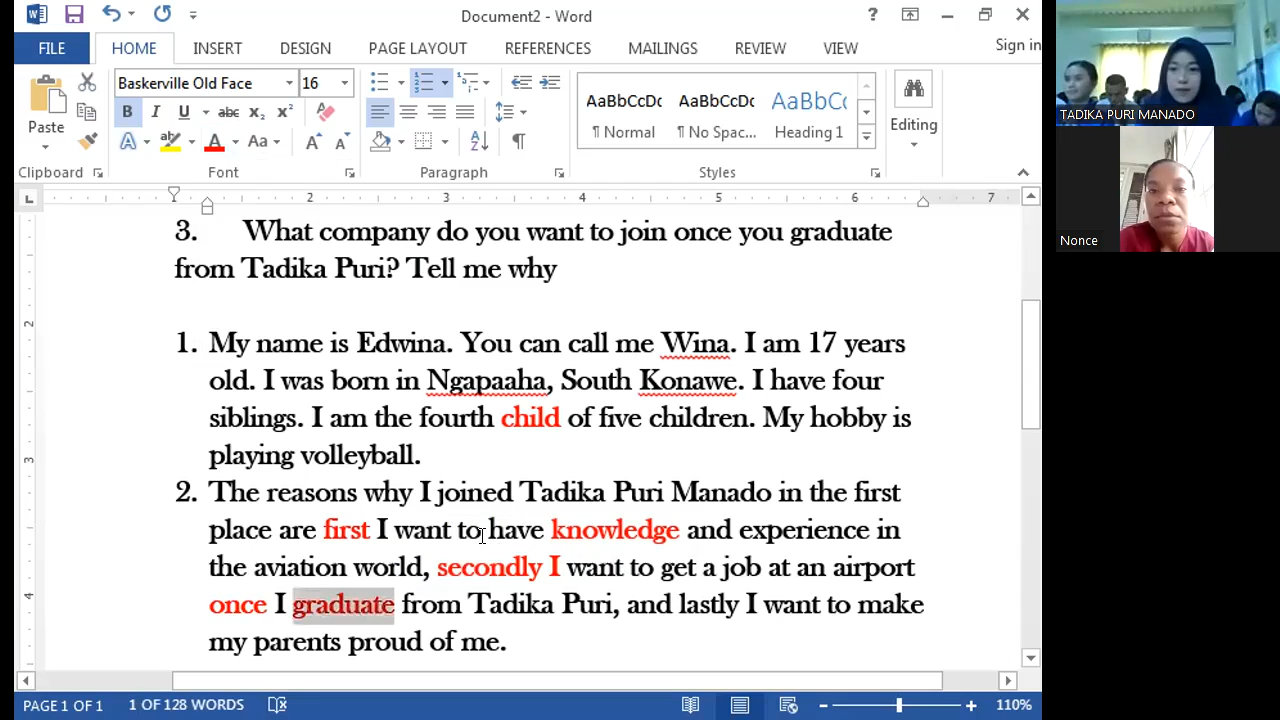 Document2 - Word
FILE HOME INSERT DESIGN PAGE LAYOUT REFERENCES MAILINGS REVIEW VIEW Sign in
Baskerville Old Face 16
Paste
AaBbCcDc AaBbCcDc AaBbCc
¶ Normal ¶ No Spac... Heading 1
Editing
Clipboard Font Paragraph Styles
1 2 3 4 5 6 7
3. What company do you want to join once you graduate
from Tadika Puri? Tell me why
1. My name is Edwina. You can call me Wina. I am 17 years
old. I was born in Ngapaaha, South Konawe. I have four
siblings. I am the fourth child of five children. My hobby is
playing volleyball.
2. The reasons why I joined Tadika Puri Manado in the first
place are first I want to have knowledge and experience in
the aviation world, secondly I want to get a job at an airport
once I graduate from Tadika Puri, and lastly I want to make
my parents proud of me.
PAGE 1 OF 1 1 OF 128 WORDS 110%
TADIKA PURI MANADO
Nonce